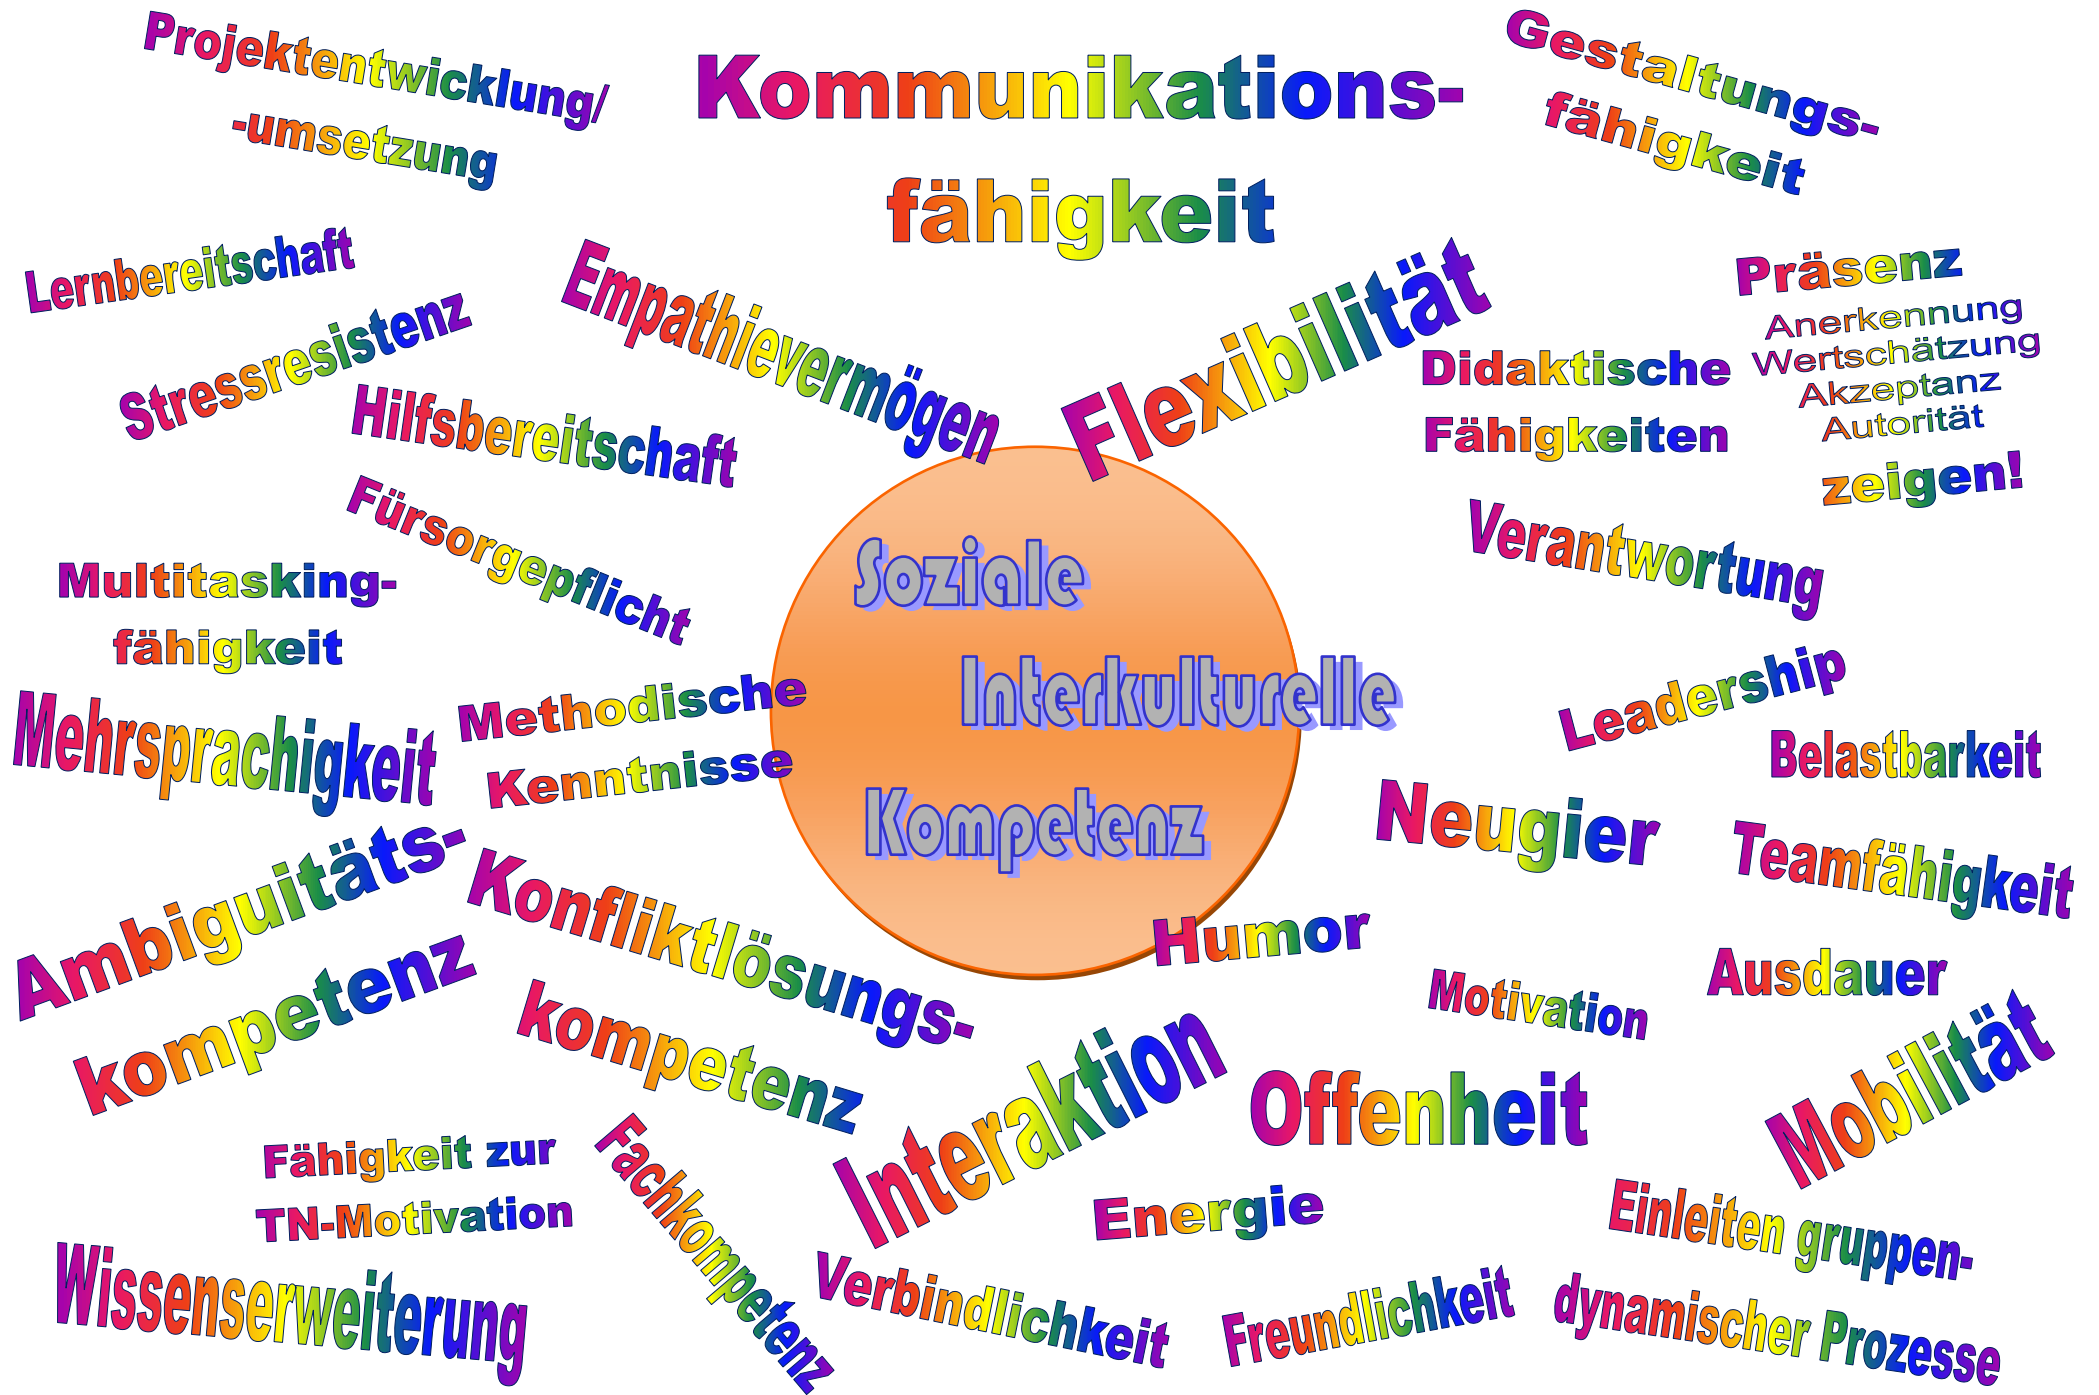 Projektentwicklung/
-umsetzung
Kommunikations-
fähigkeit
Gestaltungs-
fähigkeit
Lernbereitschaft
Stressresistenz
Empathievermögen
Flexibilität
Präsenz
Anerkennung
Wertschätzung
Akzeptanz
Autorität
zeigen!
Didaktische
Fähigkeiten
Hilfsbereitschaft
Fürsorgepflicht
Verantwortung
Multitasking-
fähigkeit
Soziale
Interkulturelle
Kompetenz
Leadership
Mehrsprachigkeit
Methodische
Kenntnisse
Belastbarkeit
Neugier
Teamfähigkeit
Ambiguitäts-
kompetenz
Konfliktlösungs-
kompetenz
Humor
Motivation
Ausdauer
Mobilität
Interaktion
Offenheit
Fähigkeit zur
TN-Motivation
Fachkompetenz
Energie
Einleiten gruppen-
dynamischer Prozesse
Wissenserweiterung
Verbindlichkeit
Freundlichkeit